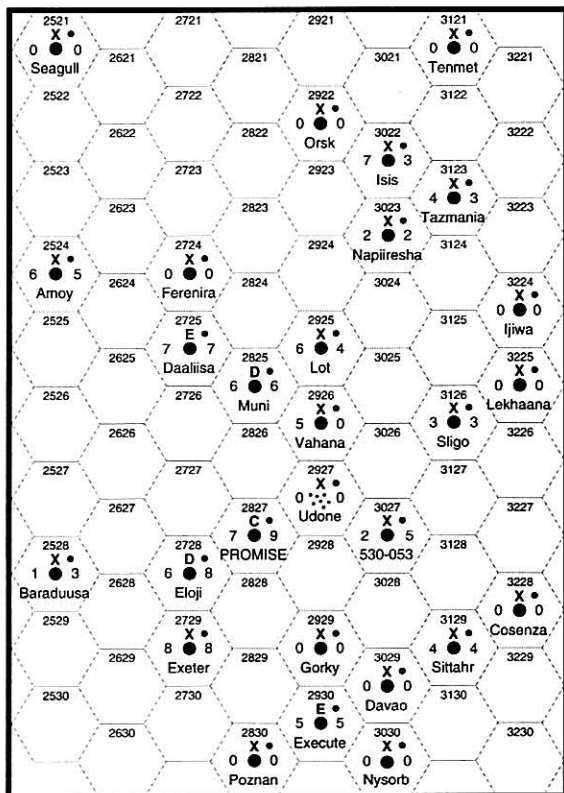 2521 2721 2921 3121
X X
0 0 2621 2821 3021 0 0 3221
Seagull Tenmet
2522 2722 2922 3122
X
2622 2822 0 0 3022 3222
Orsk X
7 3
2523 2723 2923 Isis 3123
X
2623 2823 3023 4 3 3223
X Tazmania
2 2
2524 2724 2924 Napiiresha 3124
X X
6 5 2624 0 0 2824 3024 3224
Amoy Ferenira X
0 0
2525 2725 2925 3125 Ijiwa
E X
2625 7 7 2825 6 4 3025 3225
Daaliisa D Lot X
6 6 0 0
2526 2726 Muni 2926 3126 Lekhaana
X X
2626 2826 5 0 3026 3 3 3226
Vahana Sligo
2527 2727 2927 3127
X
2627 2827 0 0 3027 3227
C Udone X
7 9 2 5
2528 2728 PROMISE 2928 530-053 3128
X D
1 3 2628 6 8 2828 3028 3228
Baraduusa Eloji X
0 0
2529 2729 2929 3129 Cosenza
X X X
2629 8 8 2829 0 0 3029 4 4 3229
Exeter Gorky X Sittahr
0 0
2530 2730 2930 Davao 3130
E
2630 2830 5 5 3030 3230
X Execute X
0 0 0 0
Poznan Nysorb